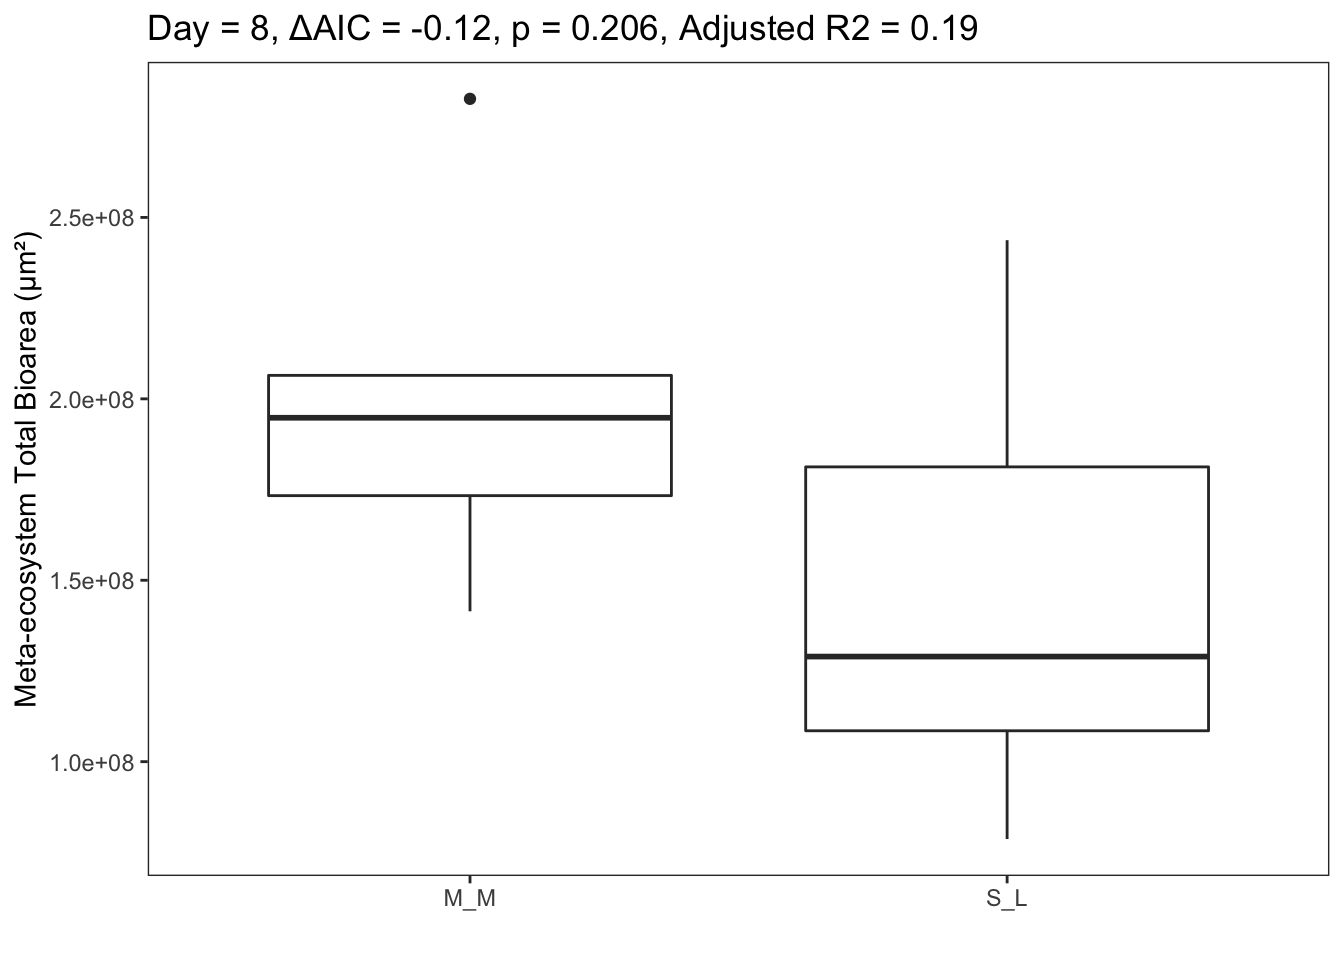 Day = 8, ΔAIC = -0.12, p = 0.206, Adjusted R2 = 0.19
Meta-ecosystem Total Bioarea (μm²)
2.5e+08
2.0e+08
1.5e+08
1.0e+08
M_M
S_L